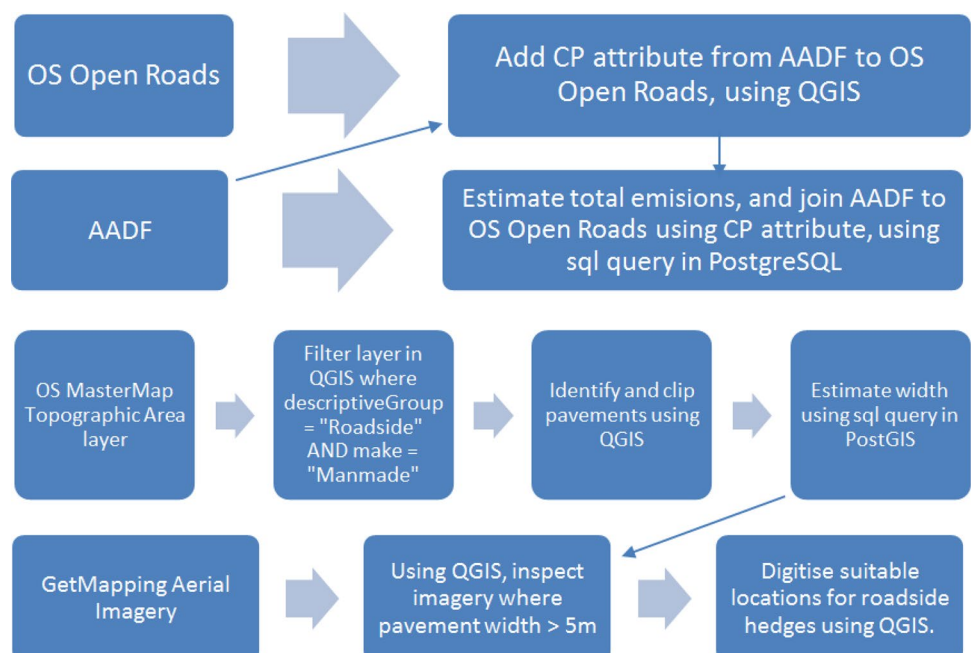 OS Open Roads
Add CP attribute from AADF to OS
Open Roads, using QGIS
AADF
Estimate total emisions, and join AADF to
OS Open Roads using CP attribute, using
sql query in PostgreSQL
OS MasterMap
Topographic Area
layer
Filter layer in
QGIS where
descriptiveGroup
= "Roadside"
AND make =
"Manmade"
Identify and clip
pavements using
QGIS
Estimate width
using sql query in
PostGIS
GetMapping Aerial
Imagery
Using QGIS, inspect
imagery where
pavement width > 5m
Digitise suitable
locations for roadside
hedges using QGIS.